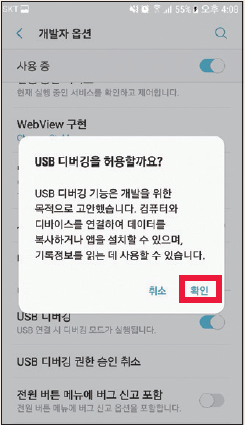 SKT
55% 오후 4:09
개발자 옵션
사용 중
현재 실행 중인 서비스를 확인하고 제어합니다.
WebView 구현
USB 디버깅을 허용할까요?
USB 디버깅 기능은 개발을 위한
목적으로 고안했습니다. 컴퓨터와
디바이스를 연결하여 데이터를
복사하거나 앱을 설치할 수 있으며,
기록정보를 읽는 데 사용할 수 있습니다.
취소 확인
USB 디버깅
USB 연결 시 디버깅 모드가 실행됩니다.
USB 디버깅 권한 승인 취소
전원 버튼 메뉴에 버그 신고 포함
전원 버튼 메뉴에 버그 신고 옵션을 포함합니다.